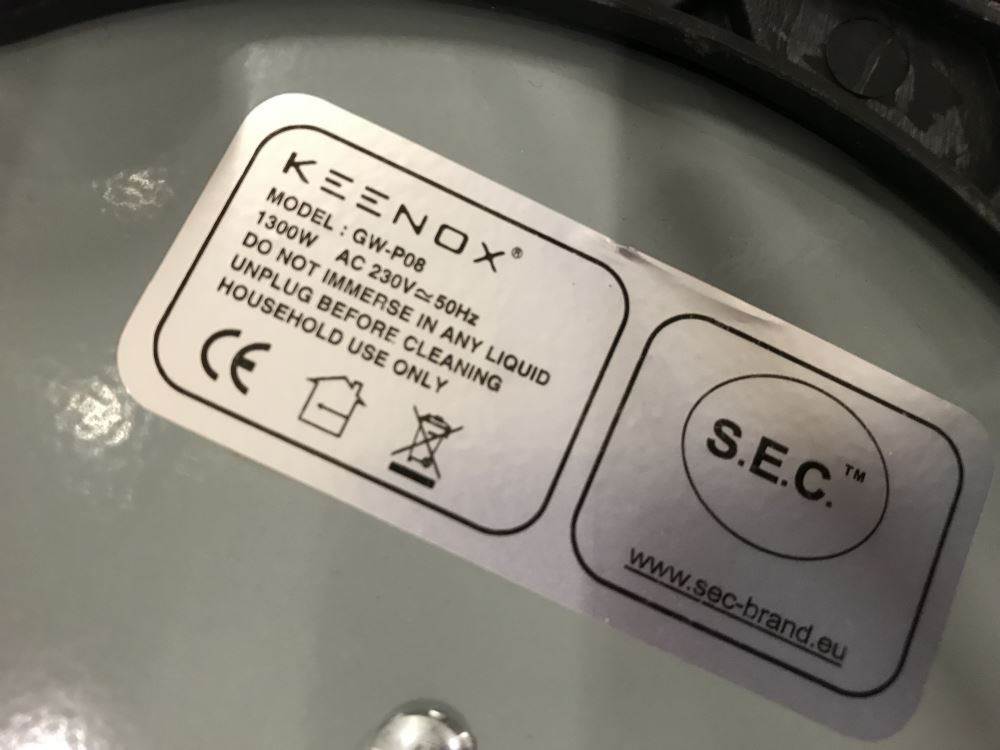 KEENOX®
MODEL : GW-P08
1300W AC 230V≃50Hz
DO NOT IMMERSE IN ANY LIQUID
UNPLUG BEFORE CLEANING
HOUSEHOLD USE ONLY
CE
S.E.C.™
www.sec-brand.eu